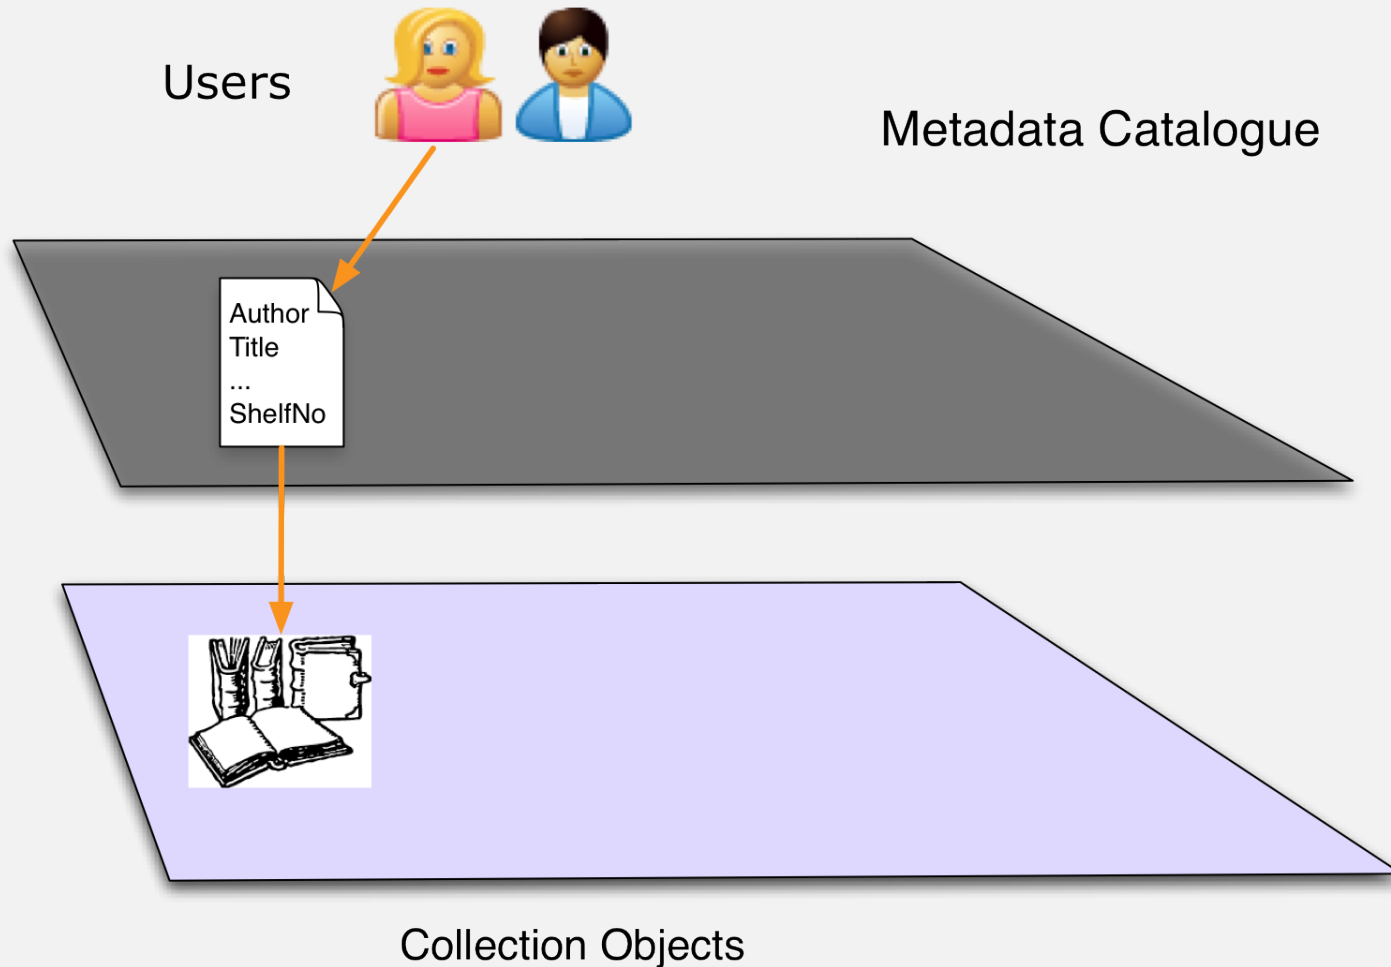 Users
Metadata Catalogue
Author
Title
...
ShelfNo
Collection Objects